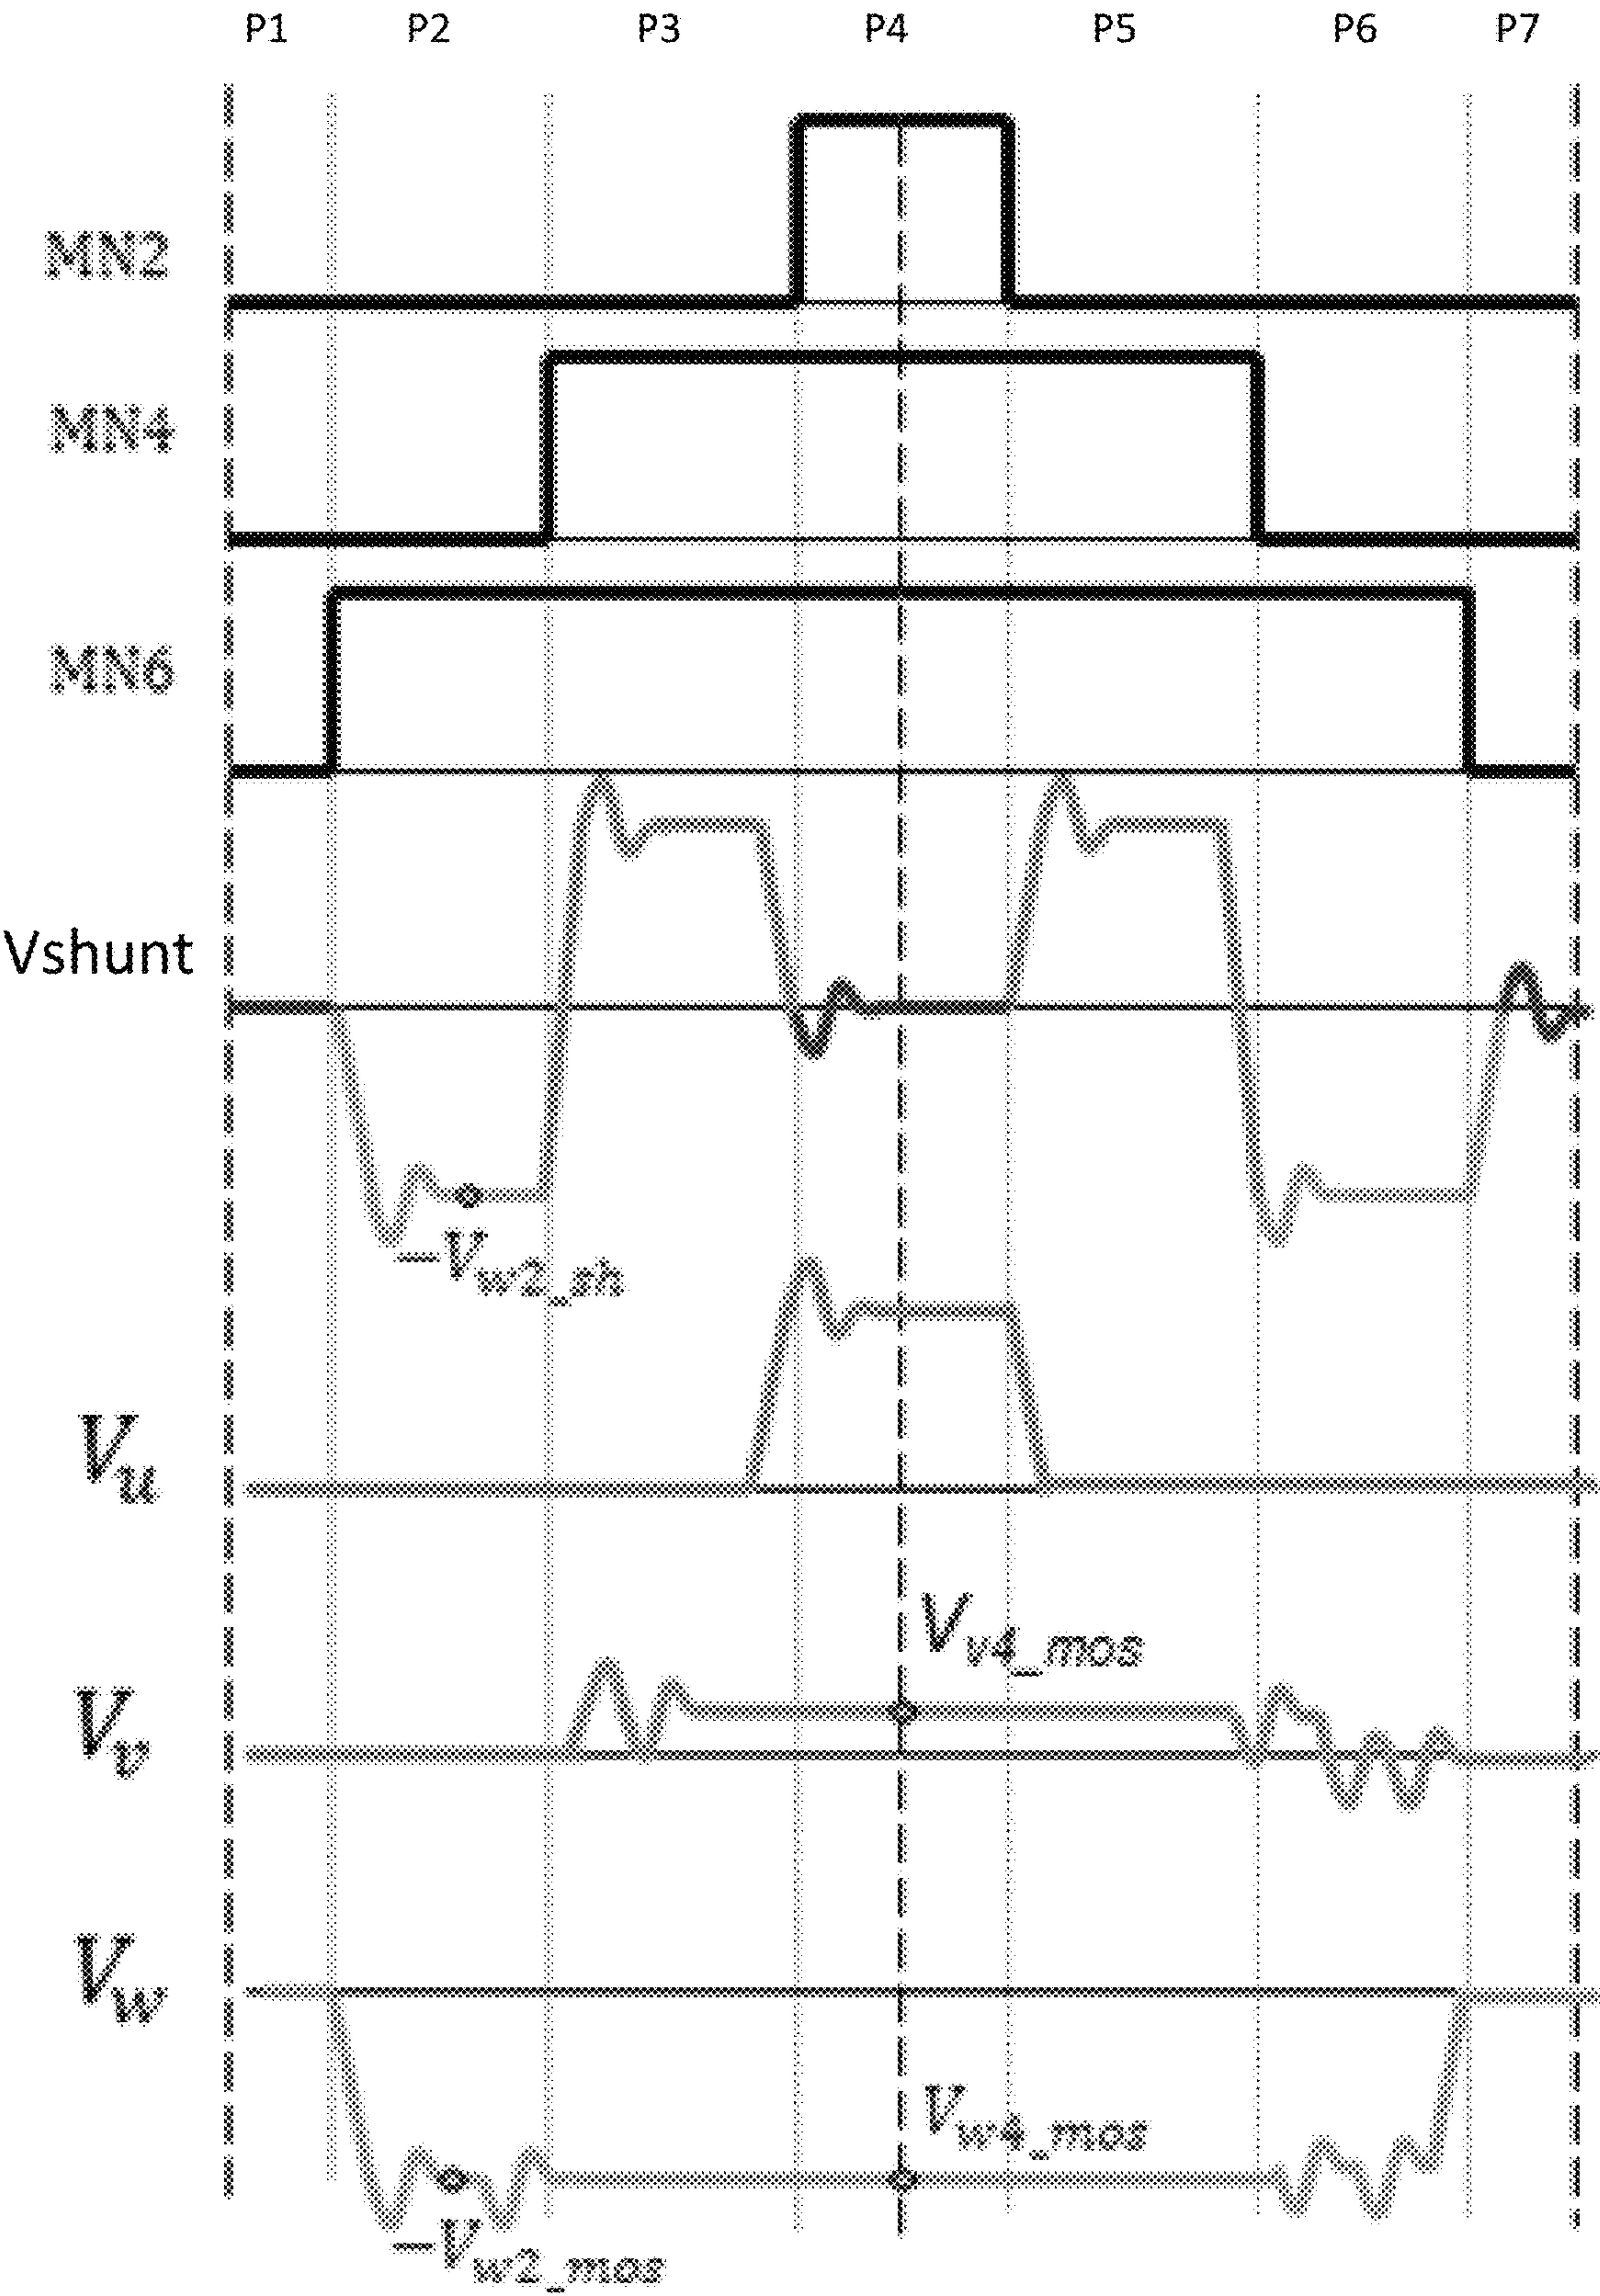 P1 P2 P3 P4 P5 P6 P7
MN2
MN4
MN6
Vshunt
−Vw2_sh
Vu
Vv4_mos
Vv
Vw
Vw4_mos
−Vw2_mos